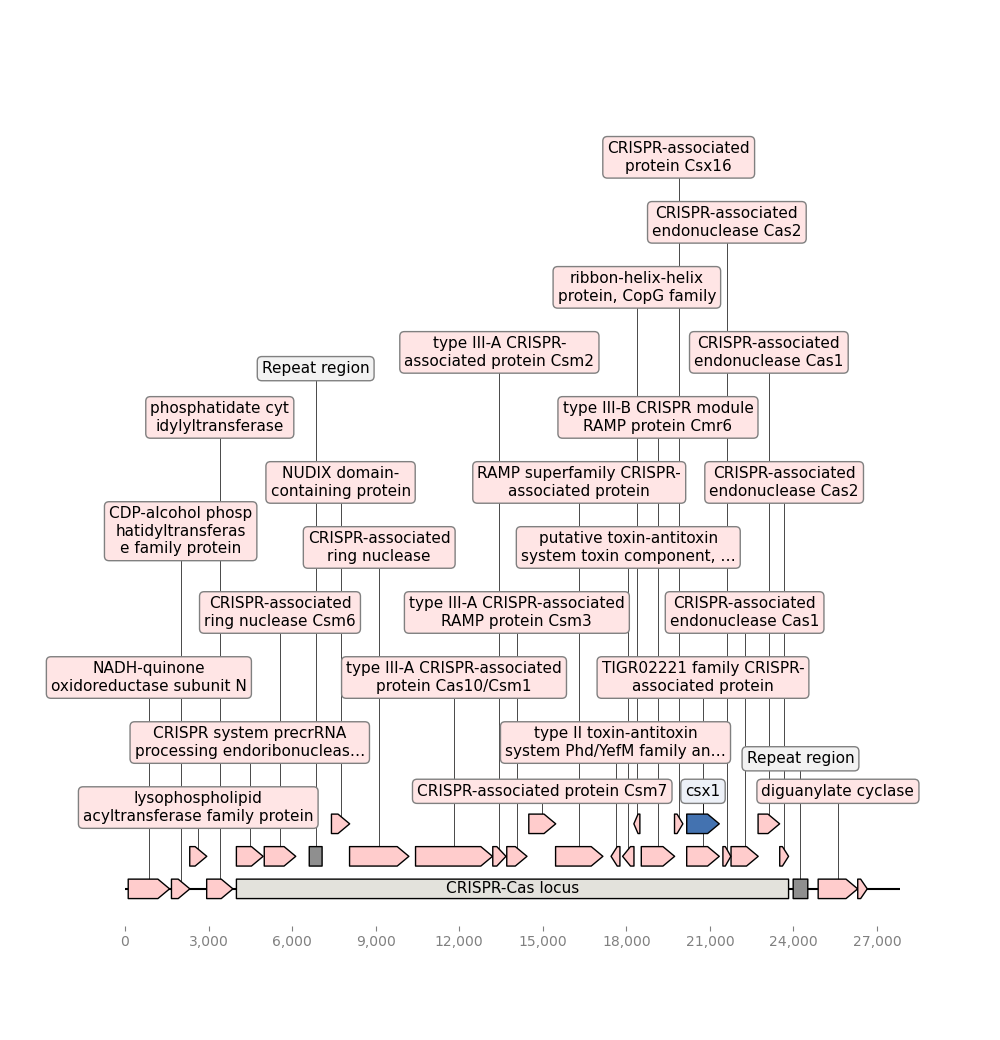 CRISPR-associated
protein Csx16
CRISPR-associated
endonuclease Cas2
ribbon-helix-helix
protein, CopG family
type III-A CRISPR-
associated protein Csm2
CRISPR-associated
endonuclease Cas1
Repeat region
phosphatidate cyt
idylyltransferase
type III-B CRISPR module
RAMP protein Cmr6
NUDIX domain-
containing protein
RAMP superfamily CRISPR-
associated protein
CRISPR-associated
endonuclease Cas2
CDP-alcohol phosp
hatidyltransferas
e family protein
CRISPR-associated
ring nuclease
putative toxin-antitoxin
system toxin component, …
CRISPR-associated
ring nuclease Csm6
type III-A CRISPR-associated
RAMP protein Csm3
CRISPR-associated
endonuclease Cas1
NADH-quinone
oxidoreductase subunit N
type III-A CRISPR-associated
protein Cas10/Csm1
TIGR02221 family CRISPR-
associated protein
CRISPR system precrRNA
processing endoribonucleas…
type II toxin-antitoxin
system Phd/YefM family an…
Repeat region
lysophospholipid
acyltransferase family protein
CRISPR-associated protein Csm7
csx1
diguanylate cyclase
CRISPR-Cas locus
0 3,000 6,000 9,000 12,000 15,000 18,000 21,000 24,000 27,000